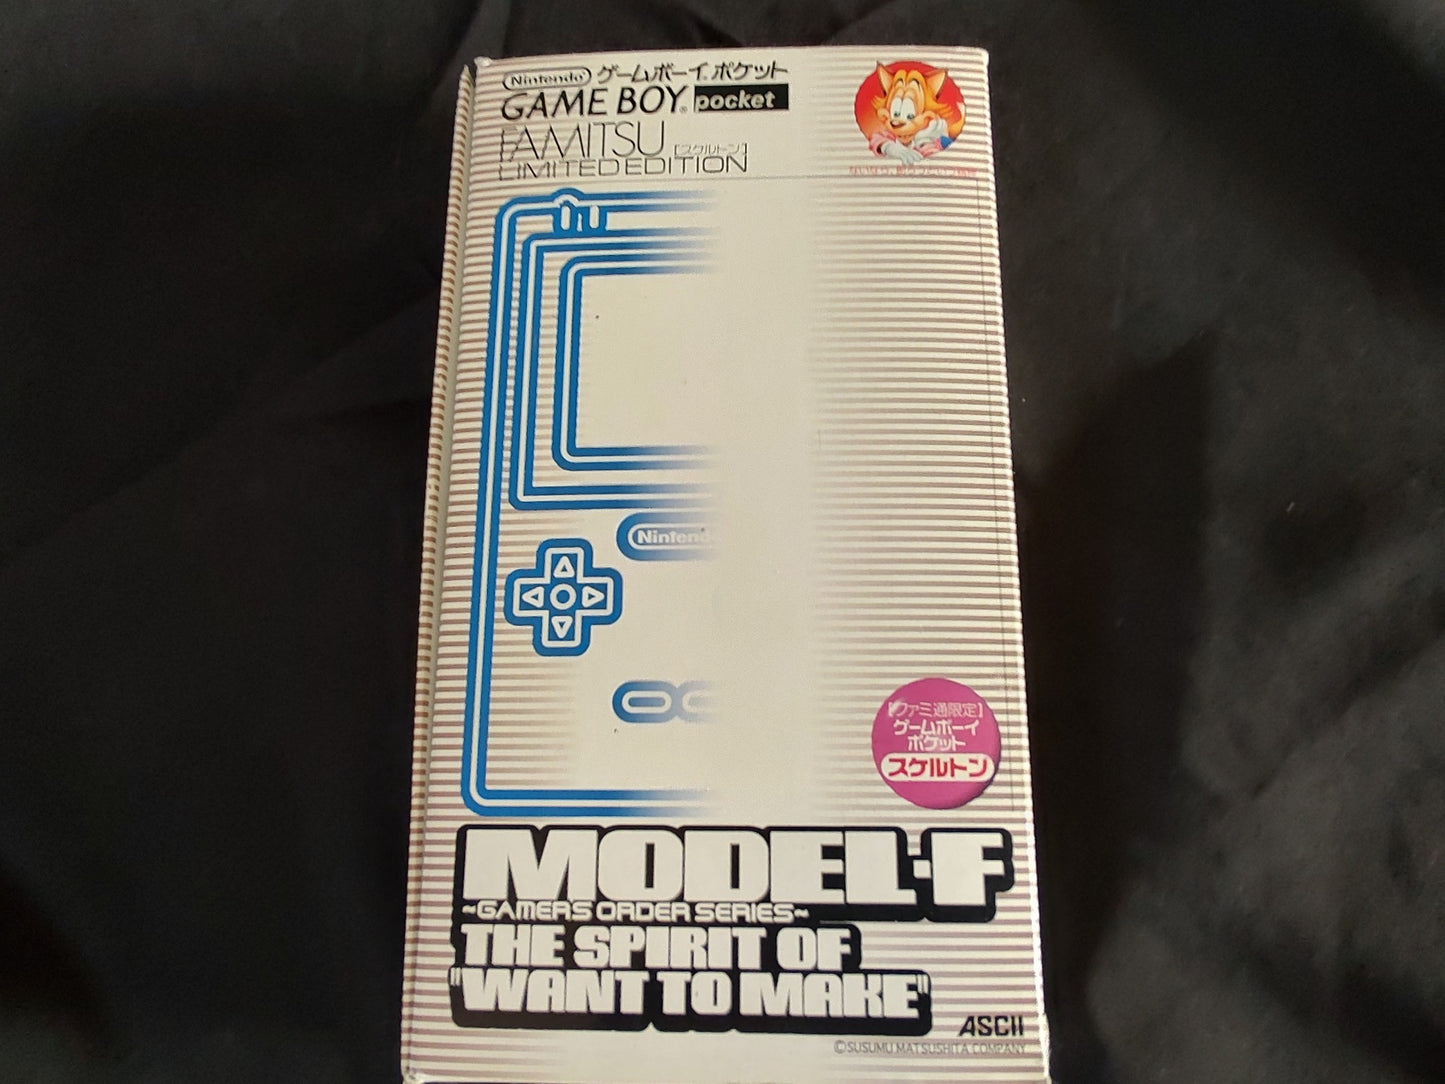 Nintendo ゲームボーイ ポケット
GAME BOY® pocket
FAMITSU [スケルトン]
LIMITED EDITION
Nintend
[ファミ通限定]
ゲームボーイ
ポケット
スケルトン
MODEL-F
~GAMERS ORDER SERIES~
THE SPIRIT OF
"WANT TO MAKE"
ASCII
©SUSUMU MATSUSHITA COMPANY